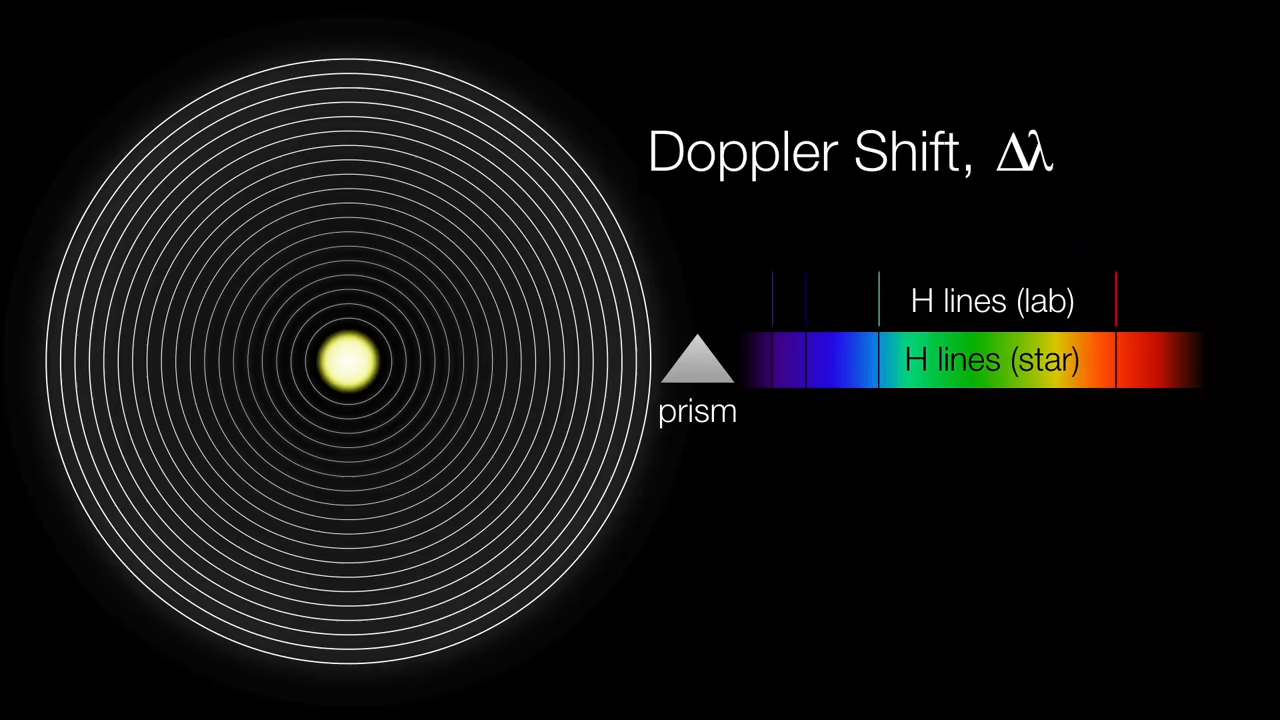 Doppler Shift, Δλ
H lines (lab)
H lines (star)
prism